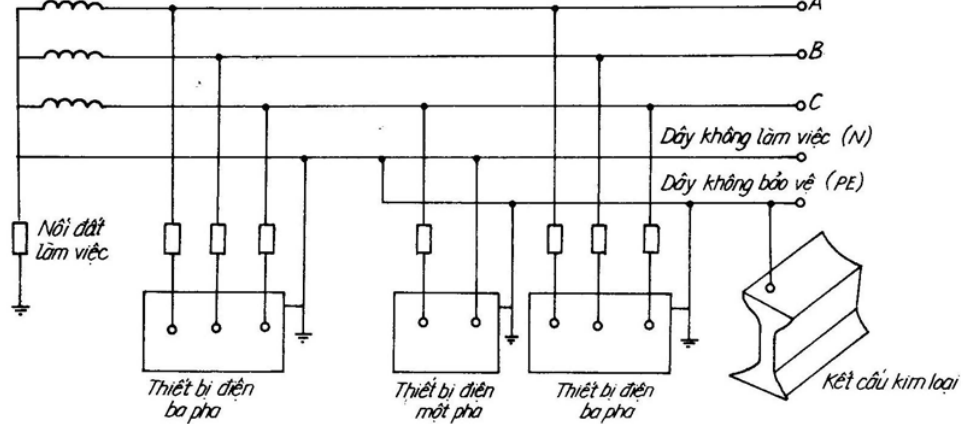 A
B
C
Dây không làm việc (N)
Dây không bảo vệ (PE)
Nối đất
làm việc
Thiết bị điện
ba pha
Thiết bị điện
một pha
Thiết bị điện
ba pha
Kết cấu kim loại